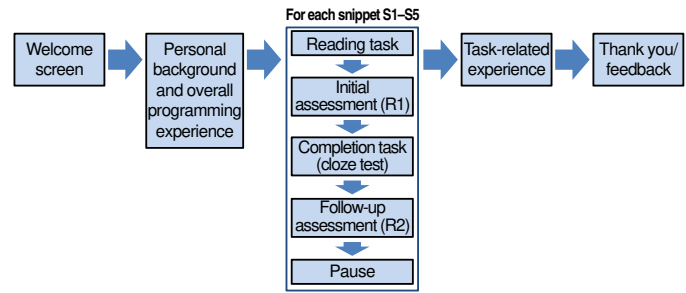 For each snippet S1–S5
Welcome
screen
Personal
background
and overall
programming
experience
Reading task
Initial
assessment (R1)
Completion task
(cloze test)
Follow-up
assessment (R2)
Pause
Task-related
experience
Thank you/
feedback